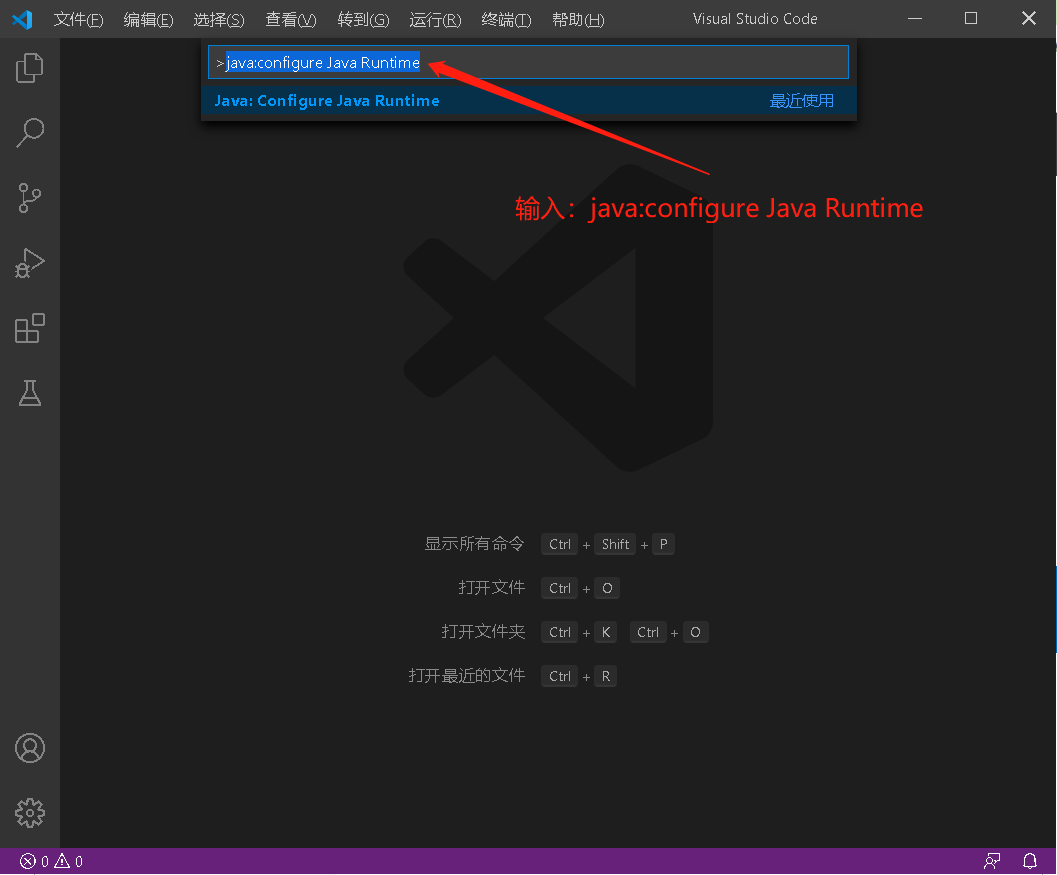 文件(F) 编辑(E) 选择(S) 查看(V) 转到(G) 运行(R) 终端(T) 帮助(H) Visual Studio Code
>java:configure Java Runtime
Java: Configure Java Runtime 最近使用
输入：java:configure Java Runtime
显示所有命令 Ctrl + Shift + P
打开文件 Ctrl + O
打开文件夹 Ctrl + K Ctrl + O
打开最近的文件 Ctrl + R
0 0